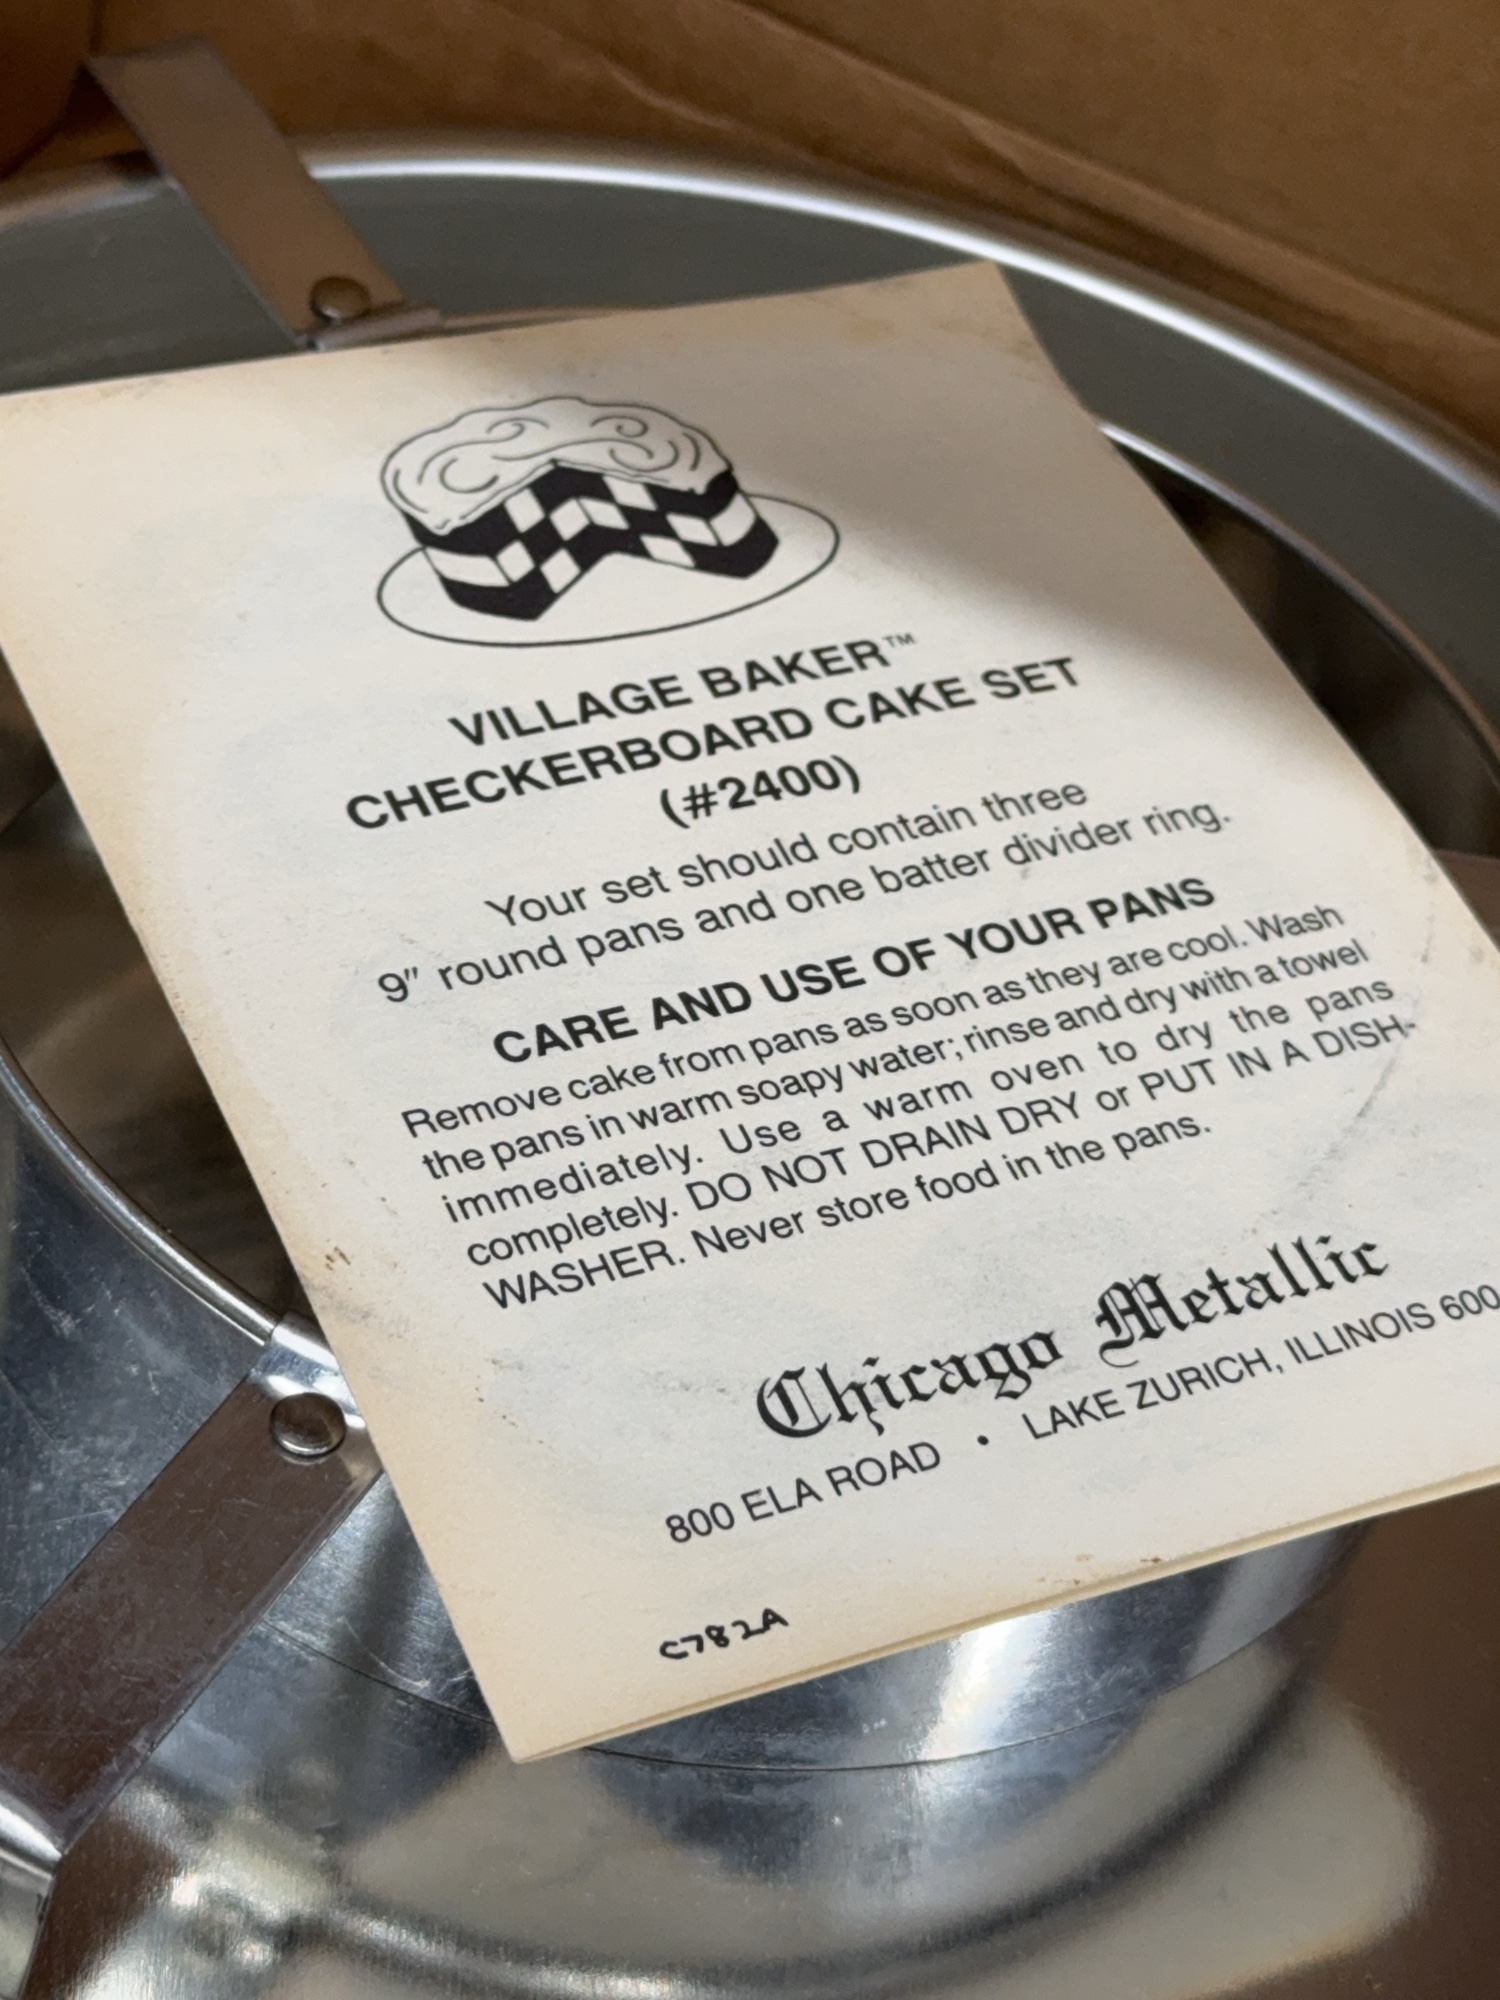 VILLAGE BAKER™
CHECKERBOARD CAKE SET
(#2400)
Your set should contain three
9" round pans and one batter divider ring.
CARE AND USE OF YOUR PANS
Remove cake from pans as soon as they are cool. Wash
the pans in warm soapy water; rinse and dry with a towel
immediately. Use a warm oven to dry the pans
completely. DO NOT DRAIN DRY or PUT IN A DISH-
WASHER. Never store food in the pans.
Chicago Metallic
800 ELA ROAD • LAKE ZURICH, ILLINOIS 600
C782A